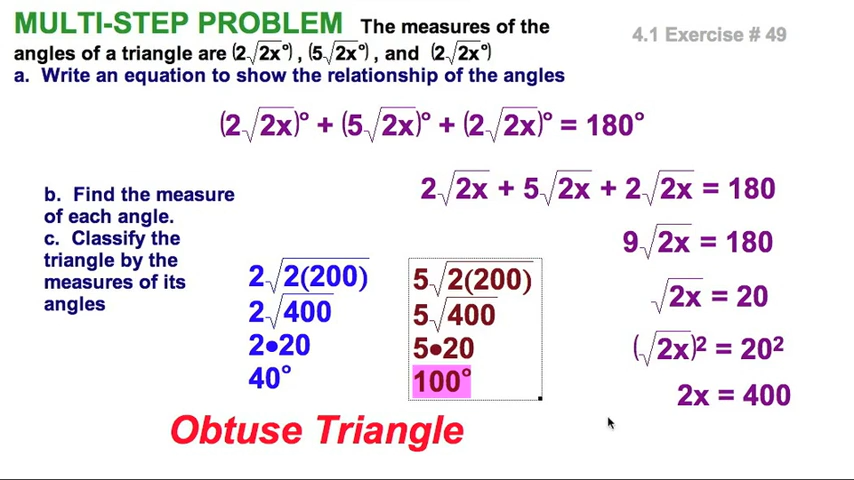 MULTI-STEP PROBLEM The measures of the
4.1 Exercise # 49
angles of a triangle are (2√2x°), (5√2x°), and (2√2x°)
a. Write an equation to show the relationship of the angles
(2√2x)° + (5√2x)° + (2√2x)° = 180°
2√2x + 5√2x + 2√2x = 180
b. Find the measure
of each angle.
c. Classify the
triangle by the
measures of its
angles
9√2x = 180
√2x = 20
(√2x)² = 20²
2x = 400
2√2(200)
2√400
2•20
40°
5√2(200)
5√400
5•20
100°
Obtuse Triangle